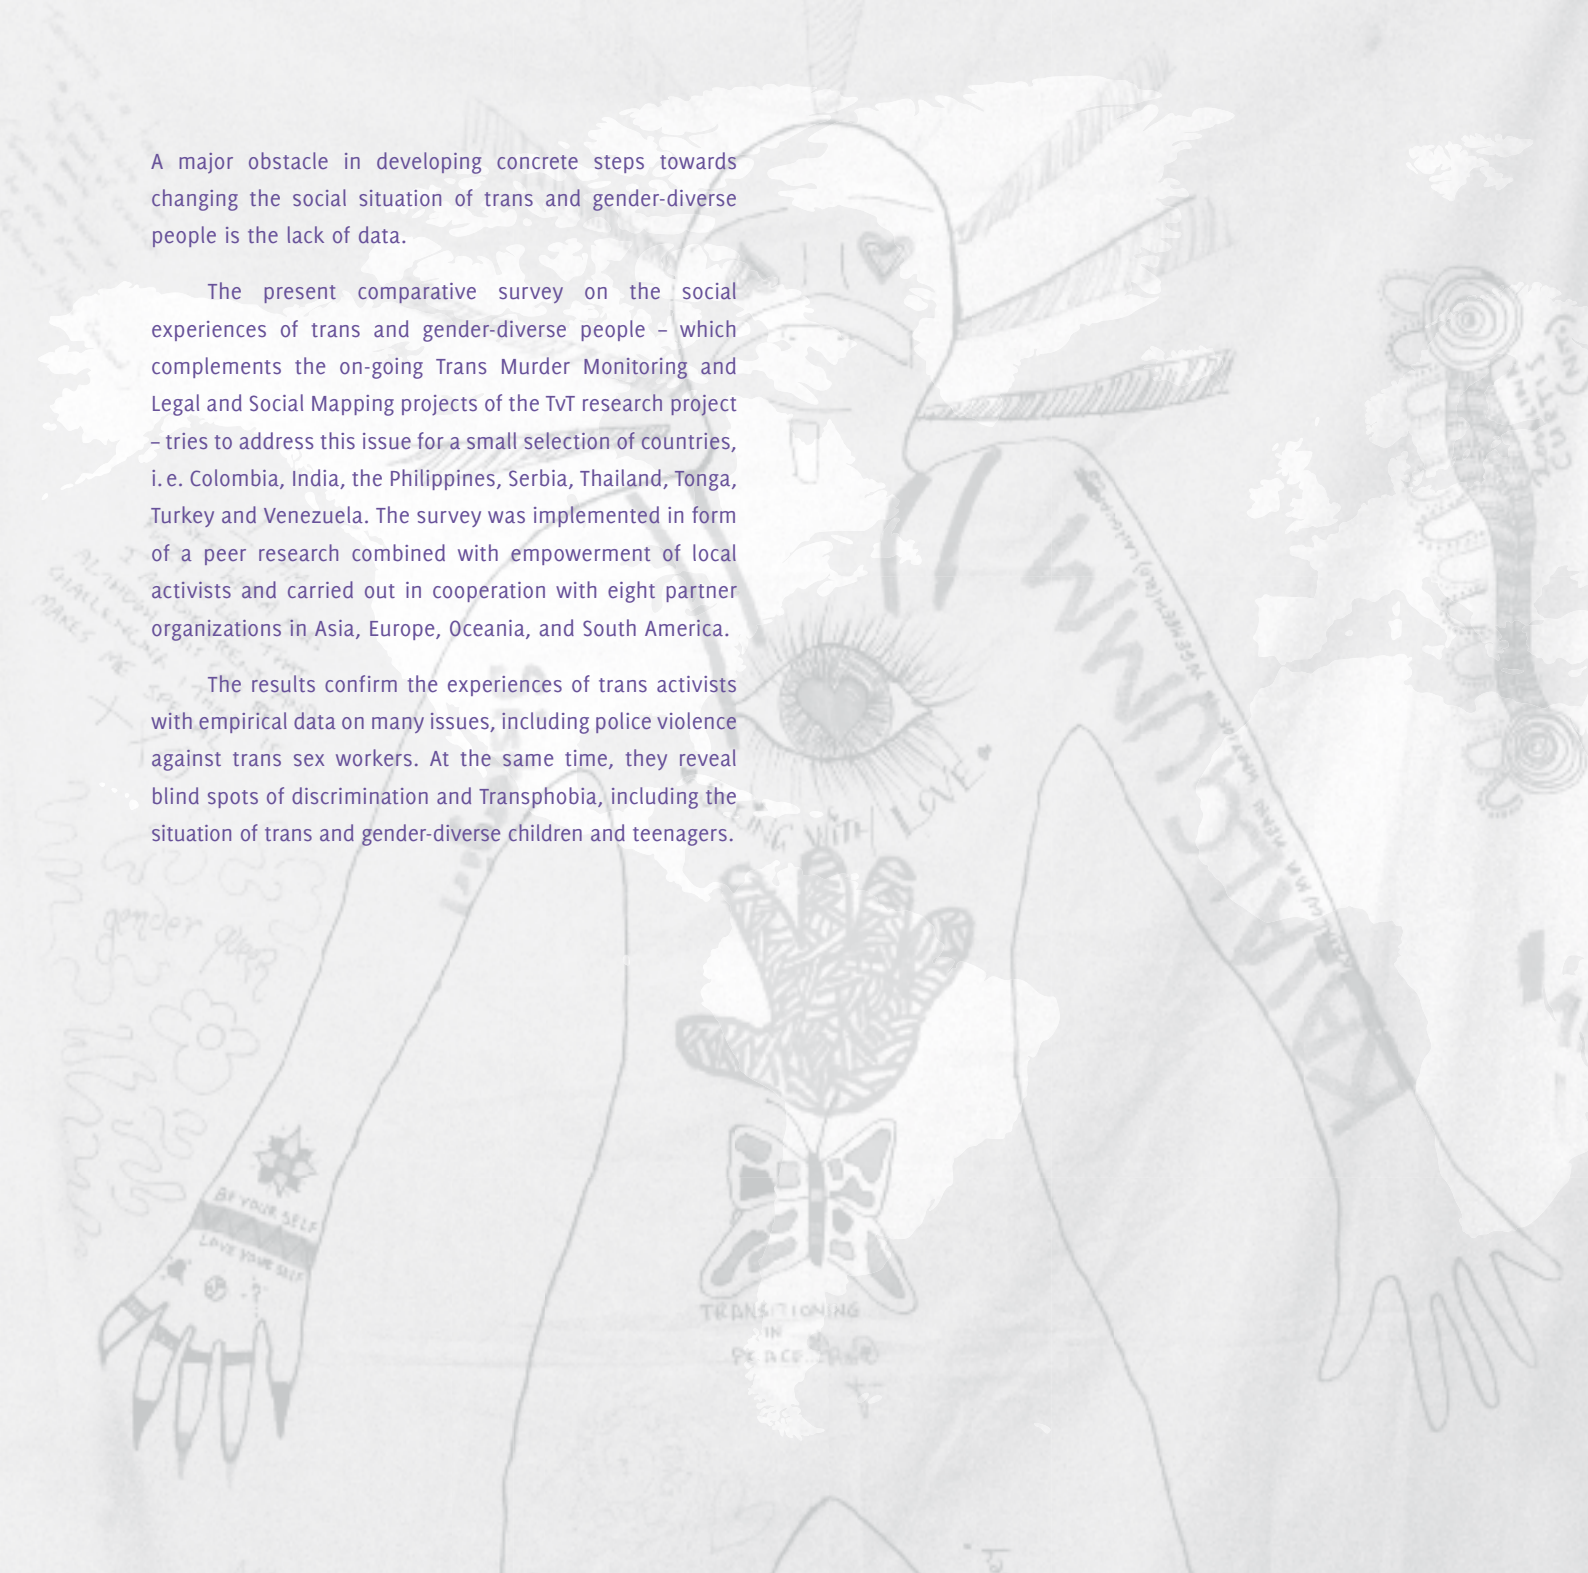 A major obstacle in developing concrete steps towards
changing the social situation of trans and gender-diverse
people is the lack of data.
The present comparative survey on the social
experiences of trans and gender-diverse people – which
complements the on-going Trans Murder Monitoring and
Legal and Social Mapping projects of the TvT research project
– tries to address this issue for a small selection of countries,
i. e. Colombia, India, the Philippines, Serbia, Thailand, Tonga,
Turkey and Venezuela. The survey was implemented in form
of a peer research combined with empowerment of local
activists and carried out in cooperation with eight partner
organizations in Asia, Europe, Oceania, and South America.
The results confirm the experiences of trans activists
with empirical data on many issues, including police violence
against trans sex workers. At the same time, they reveal
blind spots of discrimination and Transphobia, including the
situation of trans and gender-diverse children and teenagers.
SEEING WITH LOVE
gender queer
BE YOUR SELF
LOVE YOUR SELF
TRANSITIONING
IN
PEACE